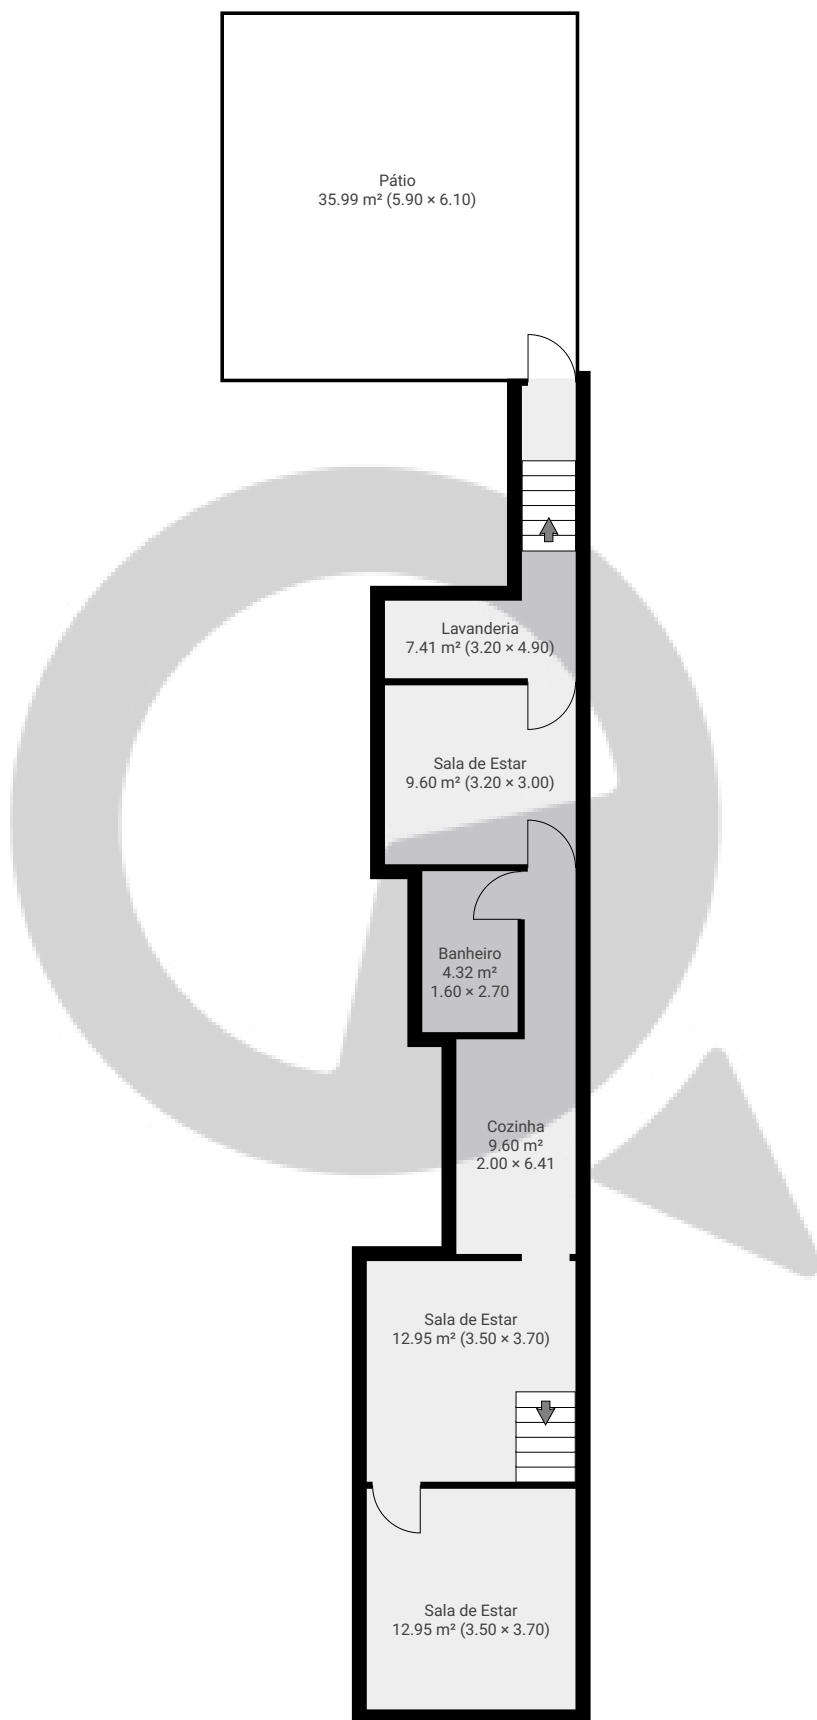 Pátio
35.99 m² (5.90 × 6.10)
Lavanderia
7.41 m² (3.20 × 4.90)
Sala de Estar
9.60 m² (3.20 × 3.00)
Banheiro
4.32 m²
1.60 × 2.70
Cozinha
9.60 m²
2.00 × 6.41
Sala de Estar
12.95 m² (3.50 × 3.70)
Sala de Estar
12.95 m² (3.50 × 3.70)